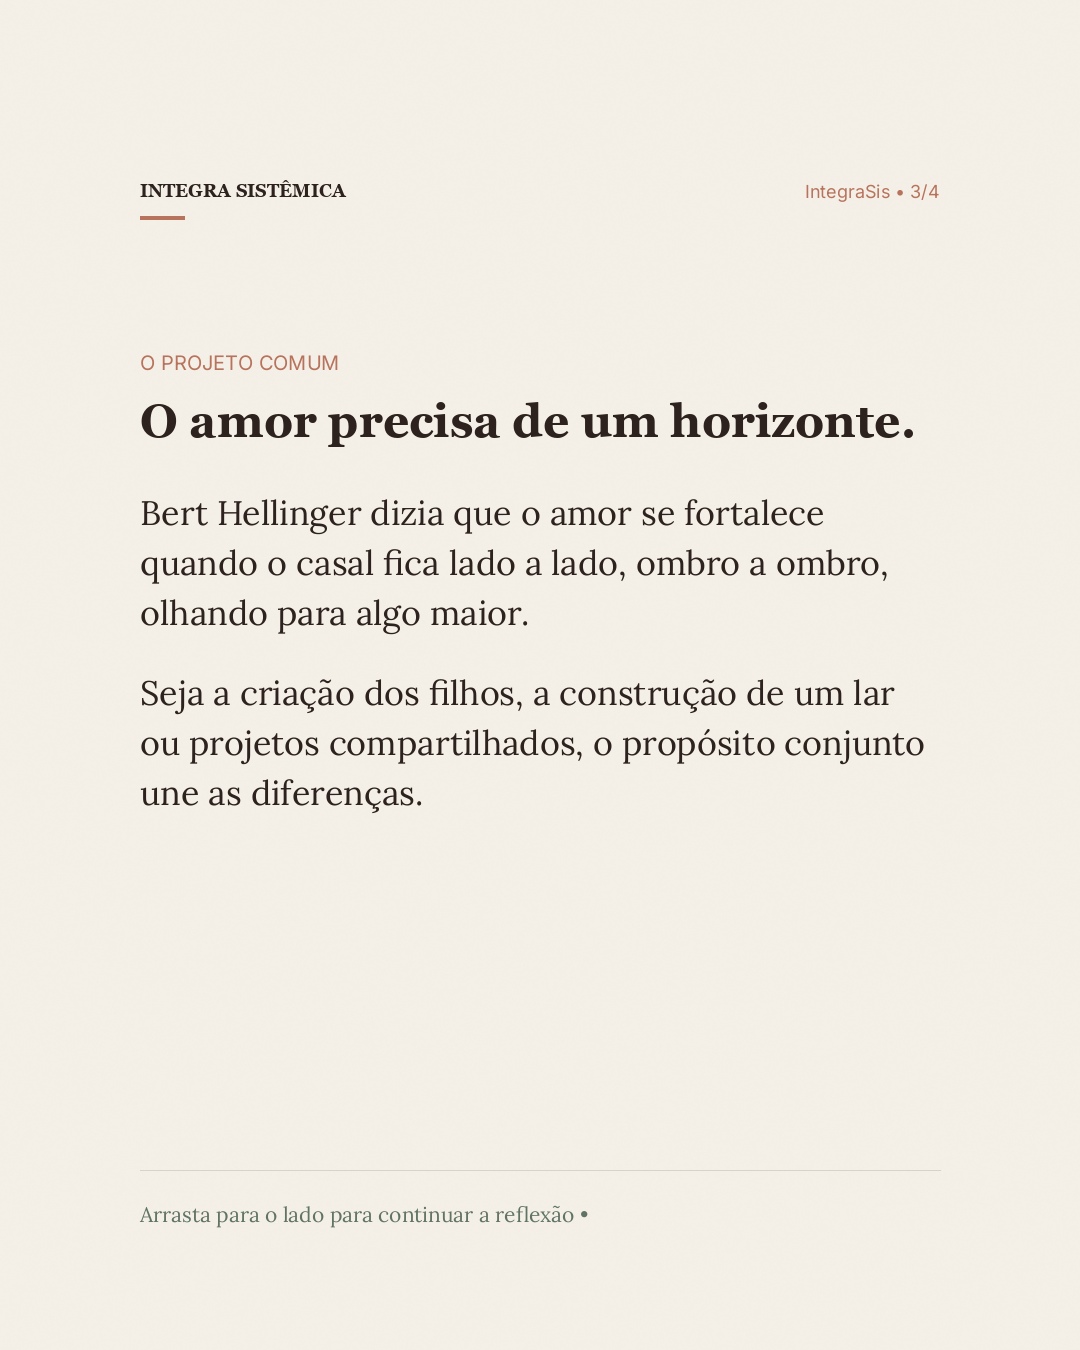 INTEGRA SISTÊMICA
IntegraSis • 3/4
O PROJETO COMUM
O amor precisa de um horizonte.
Bert Hellinger dizia que o amor se fortalece
quando o casal fica lado a lado, ombro a ombro,
olhando para algo maior.
Seja a criação dos filhos, a construção de um lar
ou projetos compartilhados, o propósito conjunto
une as diferenças.
Arrasta para o lado para continuar a reflexão •